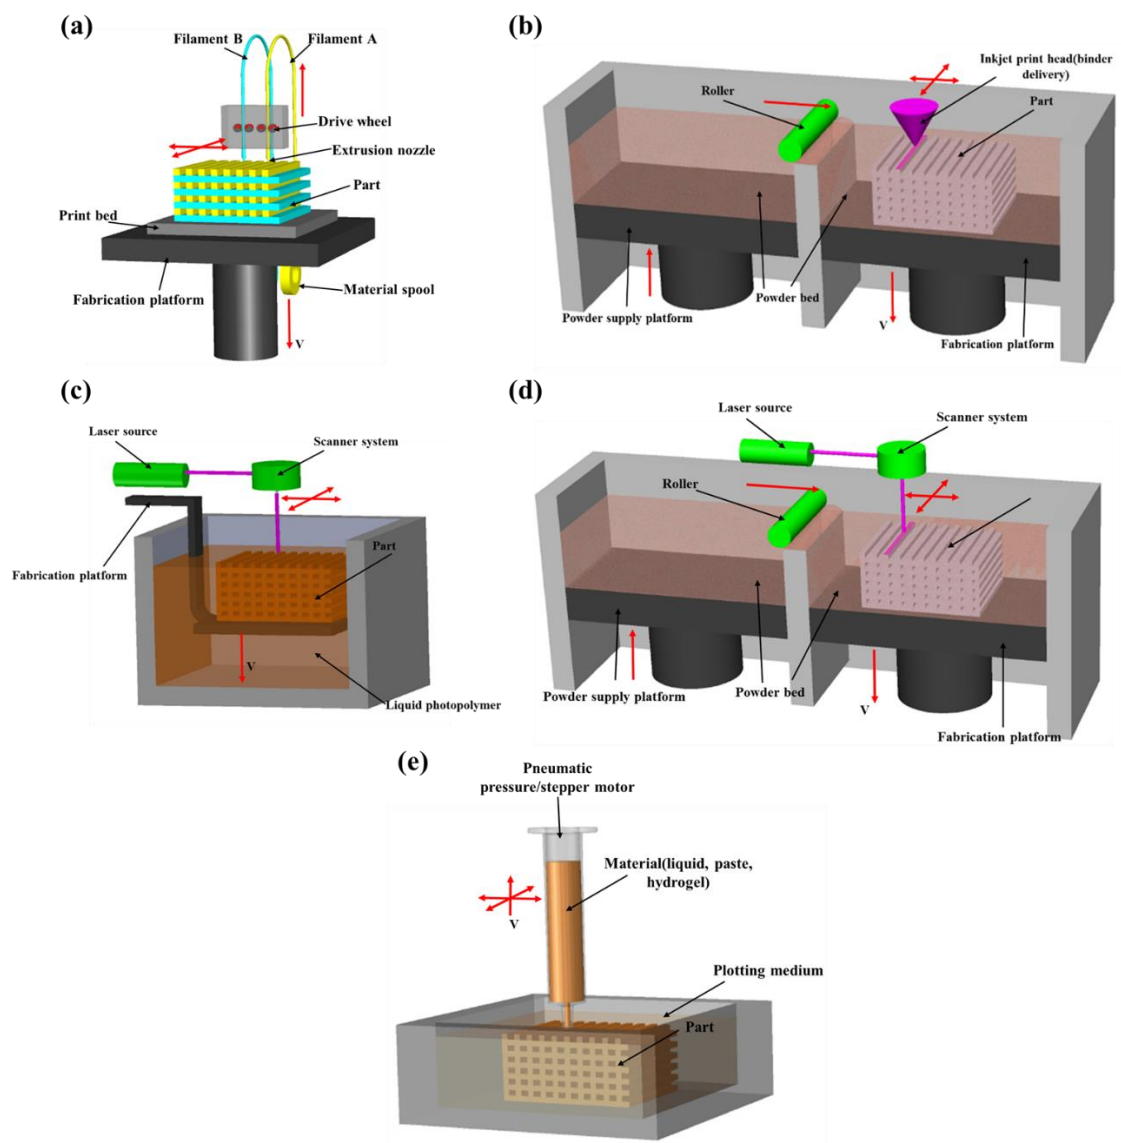 (a)
Filament B
Filament A
Drive wheel
Extrusion nozzle
Part
Print bed
Fabrication platform
Material spool
V
(b)
Inkjet print head(binder
delivery)
Roller
Part
Powder bed
Powder supply platform
V
Fabrication platform
(c)
Laser source
Scanner system
Part
Fabrication platform
V
Liquid photopolymer
(d)
Laser source
Scanner system
Roller
Powder bed
Powder supply platform
V
Fabrication platform
(e)
Pneumatic
pressure/stepper motor
Material(liquid, paste,
hydrogel)
V
Plotting medium
Part